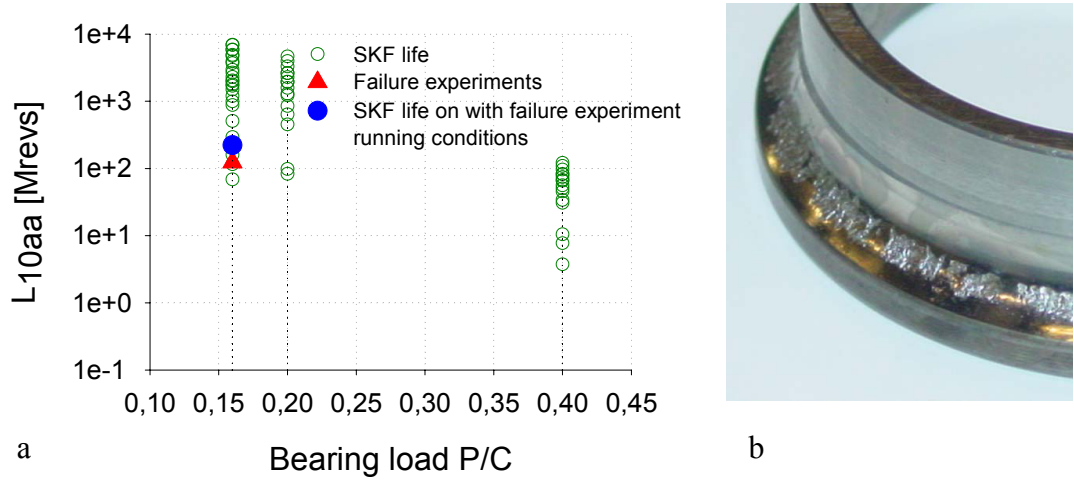 1e+4
1e+3
1e+2
1e+1
1e+0
1e-1
L10aa [Mrevs]
SKF life
Failure experiments
SKF life on with failure experiment
running conditions
0,10 0,15 0,20 0,25 0,30 0,35 0,40 0,45
Bearing load P/C
a
b